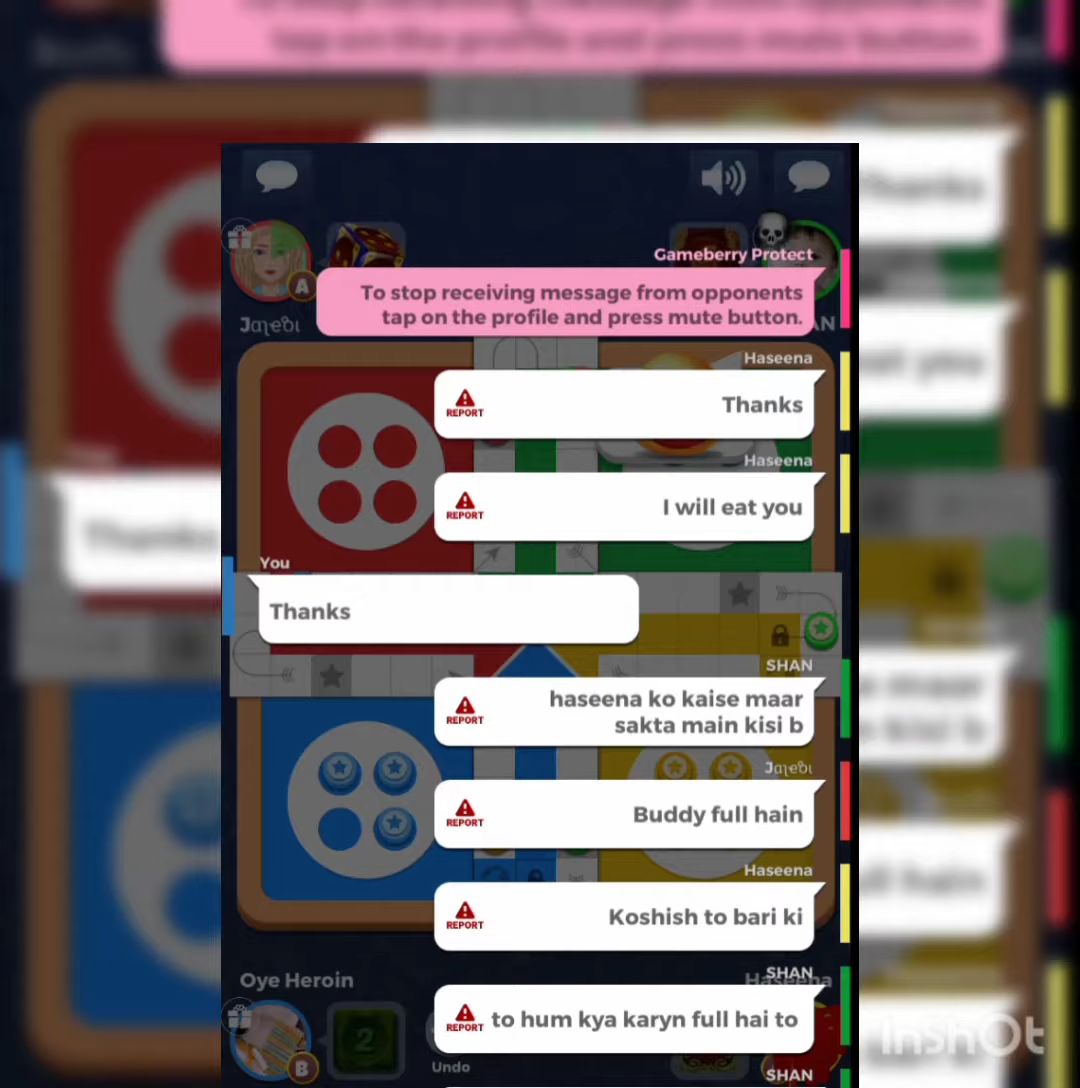 Gameberry Protect
To stop receiving message from opponents
tap on the profile and press mute button.
A
Haseena
REPORT
Thanks
Haseena
REPORT
I will eat you
You
Thanks
SHAN
REPORT
haseena ko kaise maar
sakta main kisi b
REPORT
Buddy full hain
Haseena
REPORT
Koshish to bari ki
Oye Heroin
Haseena
SHAN
REPORT
to hum kya karyn full hai to
2
B
Undo
SHAN
InShOt